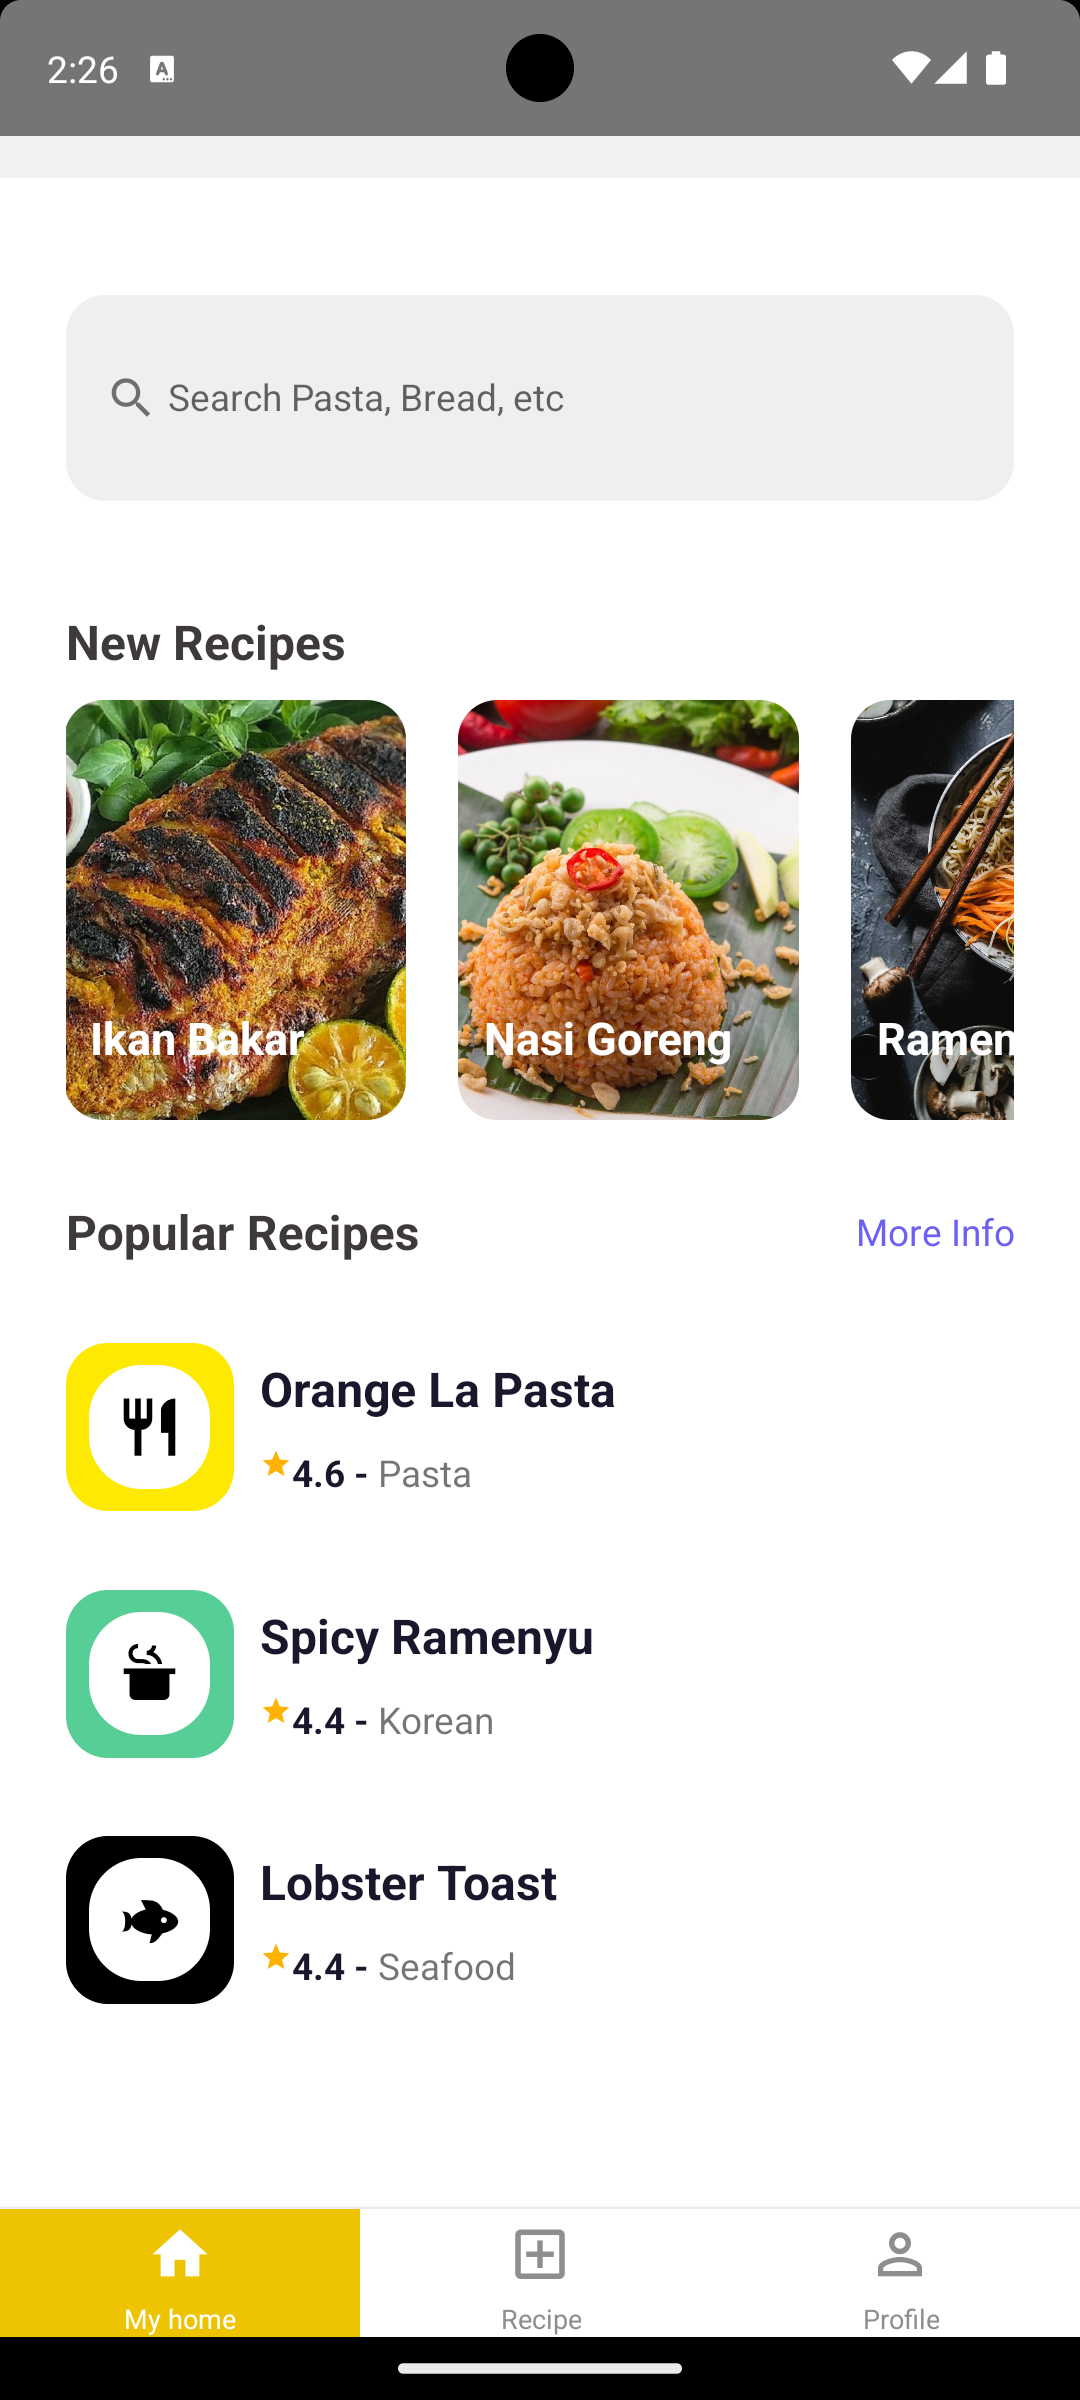 2:26
Search Pasta, Bread, etc
New Recipes
Ikan Bakar
Nasi Goreng
Ramen
Popular Recipes
More Info
Orange La Pasta
4.6 - Pasta
Spicy Ramenyu
4.4 - Korean
Lobster Toast
4.4 - Seafood
My home
Recipe
Profile